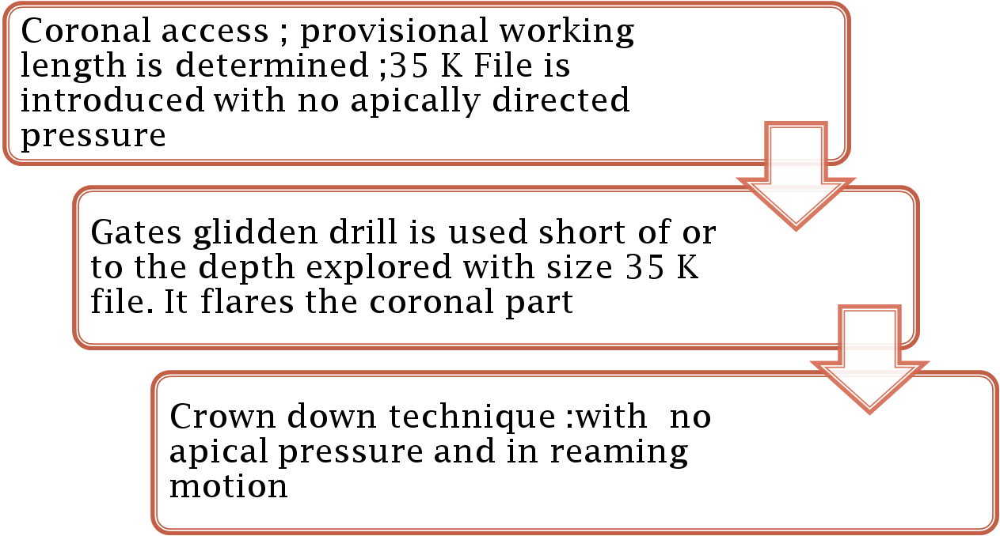 Coronal access ; provisional working
length is determined ;35 K File is
introduced with no apically directed
pressure
Gates glidden drill is used short of or
to the depth explored with size 35 K
file. It flares the coronal part
Crown down technique :with  no
apical pressure and in reaming
motion